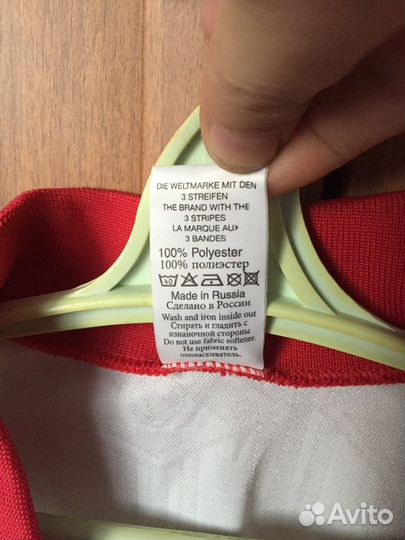 DIE WELTMARKE MIT DEN
3 STREIFEN
THE BRAND WITH THE
3 STRIPES
LA MARQUE AUX
3 BANDES
100% Polyester
100% полиэстер
Made in Russia
Сделано в России
Wash and iron inside out
Стирать и гладить с
изнаночной стороны
Do not use fabric softener.
Не применять
ополаскиватель.
Avito